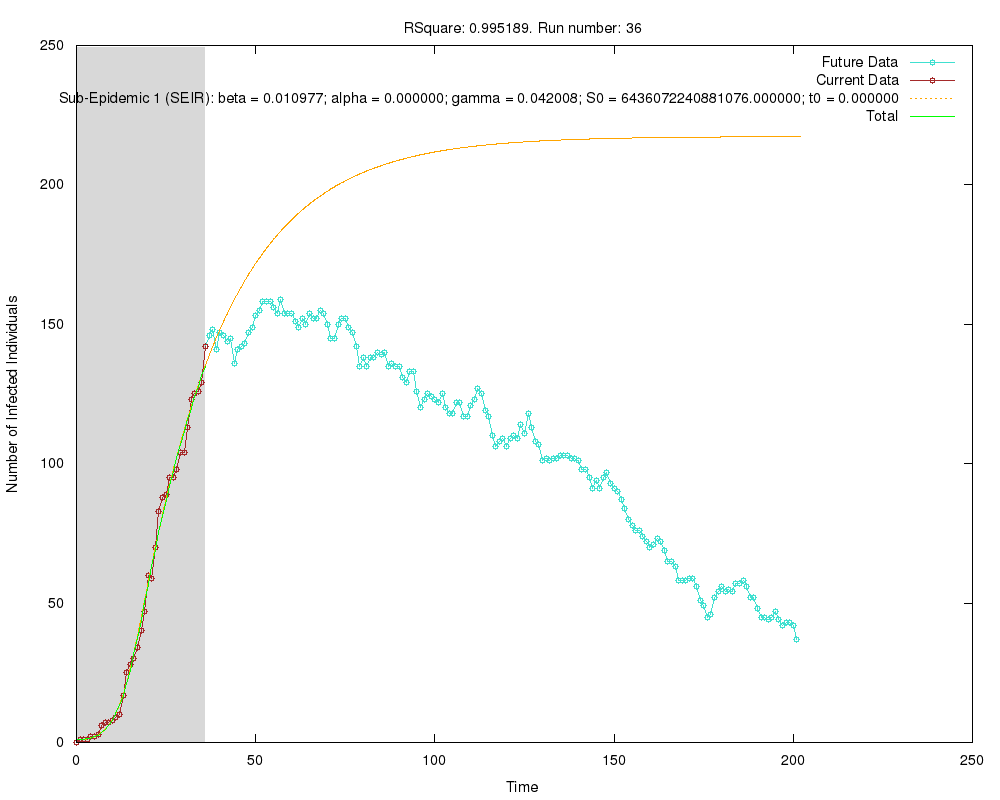 RSquare: 0.995189. Run number: 36
Future Data
Current Data
Sub-Epidemic 1 (SEIR): beta = 0.010977; alpha = 0.000000; gamma = 0.042008; S0 = 6436072240881076.000000; t0 = 0.000000
Total
250
200
150
100
50
0
Number of Infected Individuals
0 50 100 150 200 250
Time